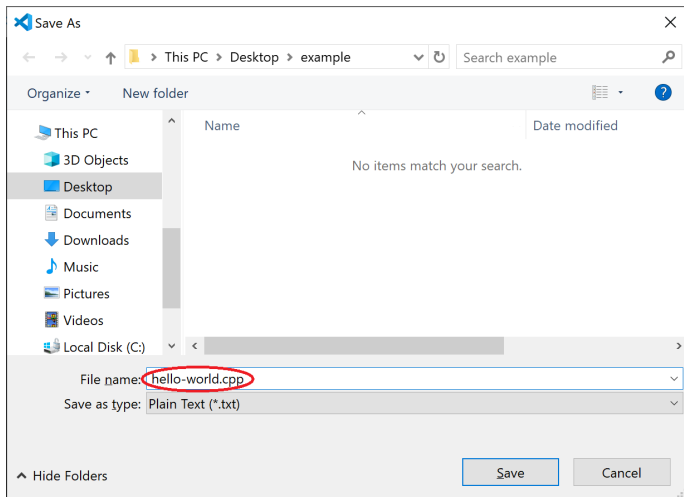 Save As
This PC > Desktop > example
Search example
Organize
New folder
This PC
3D Objects
Desktop
Documents
Downloads
Music
Pictures
Videos
Local Disk (C:)
Name
Date modified
No items match your search.
File name: hello-world.cpp
Save as type: Plain Text (*.txt)
Hide Folders
Save
Cancel